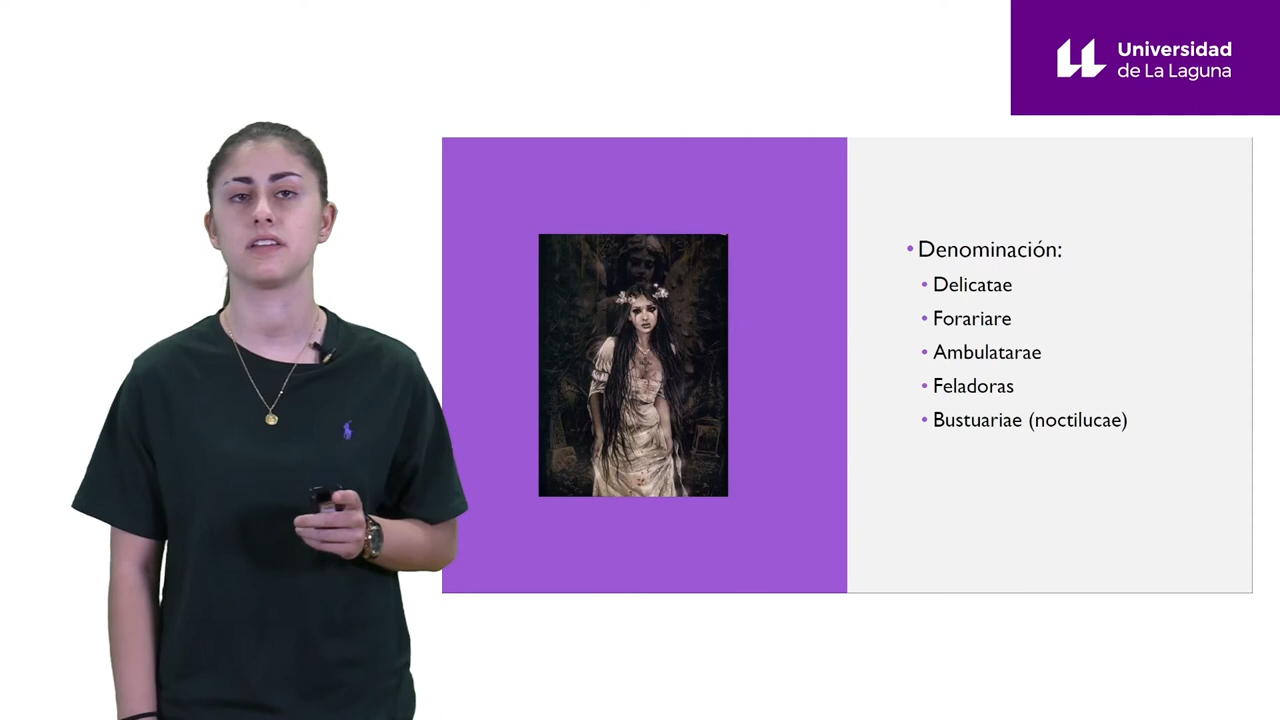 Universidad
de La Laguna
• Denominación:
• Delicatae
• Forariare
• Ambulatarae
• Feladoras
• Bustuariae (noctilucae)